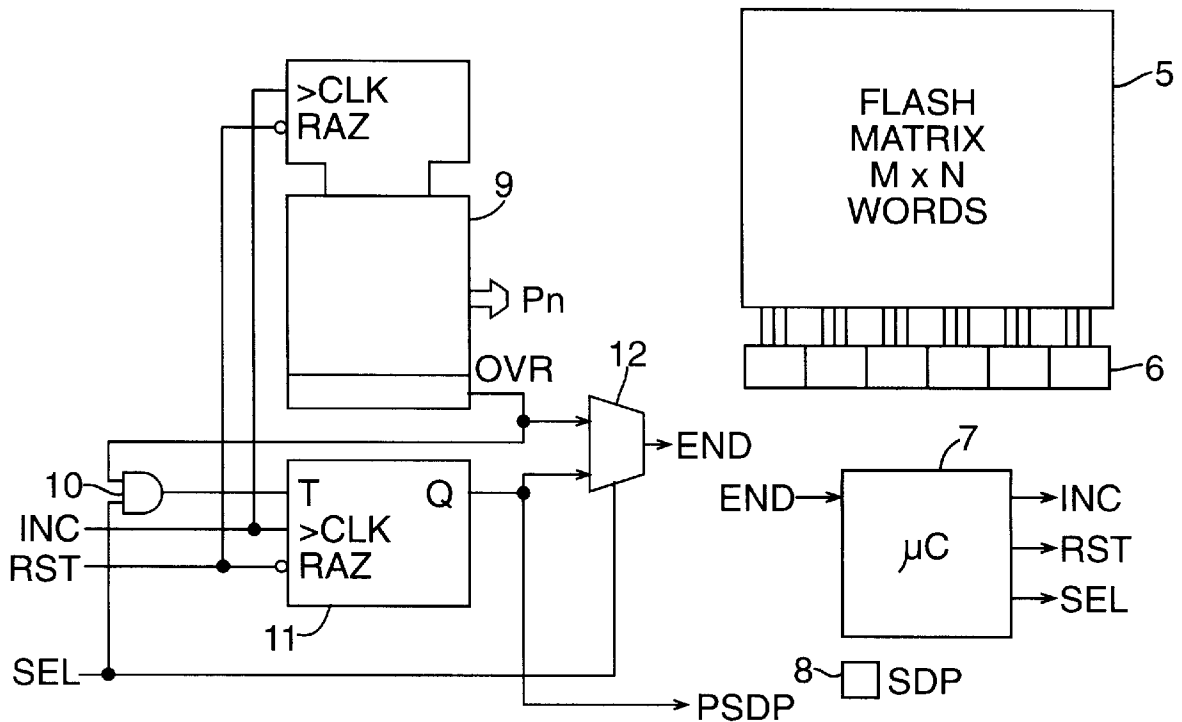 >CLK
RAZ
9
Pn
OVR
12
END
10
T
Q
INC
>CLK
RST
RAZ
11
SEL
PSDP
FLASH
MATRIX
M x N
WORDS
5
6
7
END
µC
INC
RST
SEL
8
SDP